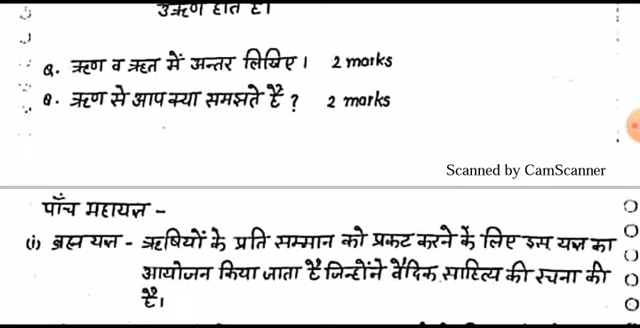 उऋण होते हैं।
Q. ऋण व ऋत में अन्तर लिखिए। 2 marks
Q. ऋण से आप क्या समझते हैं? 2 marks
Scanned by CamScanner
पाँच महायज्ञ -
(i) ब्रह्म यज्ञ - ऋषियों के प्रति सम्मान को प्रकट करने के लिए इस यज्ञ का
आयोजन किया जाता है जिन्होंने वैदिक साहित्य की रचना की
है।